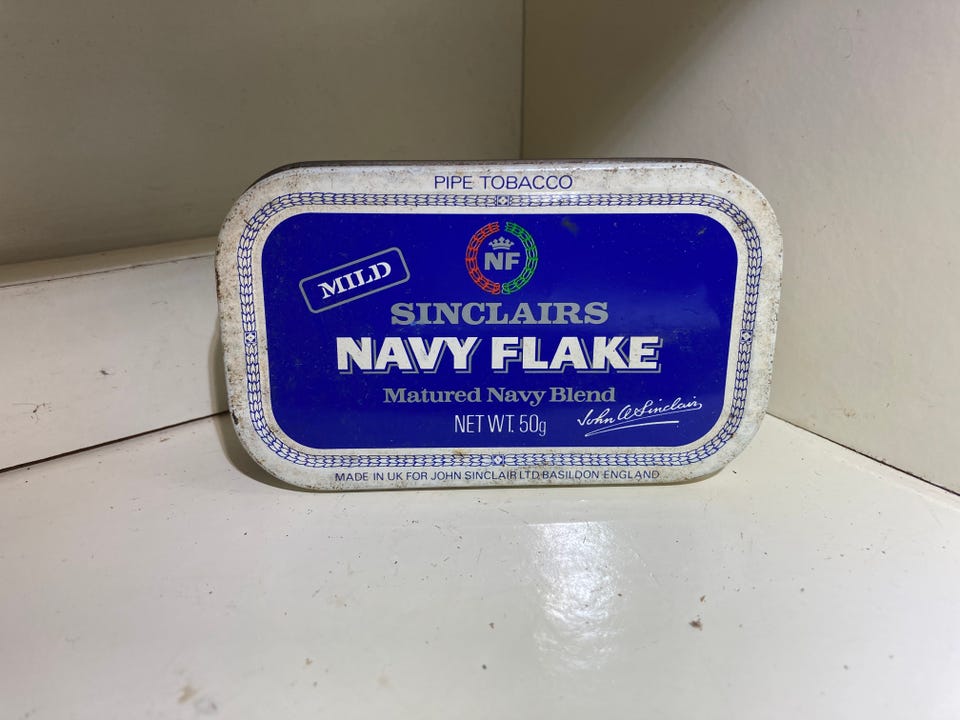 PIPE TOBACCO
NF
MILD
SINCLAIRS
NAVY FLAKE
Matured Navy Blend
NET WT. 50g
John A Sinclair
MADE IN UK FOR JOHN SINCLAIR LTD BASILDON ENGLAND